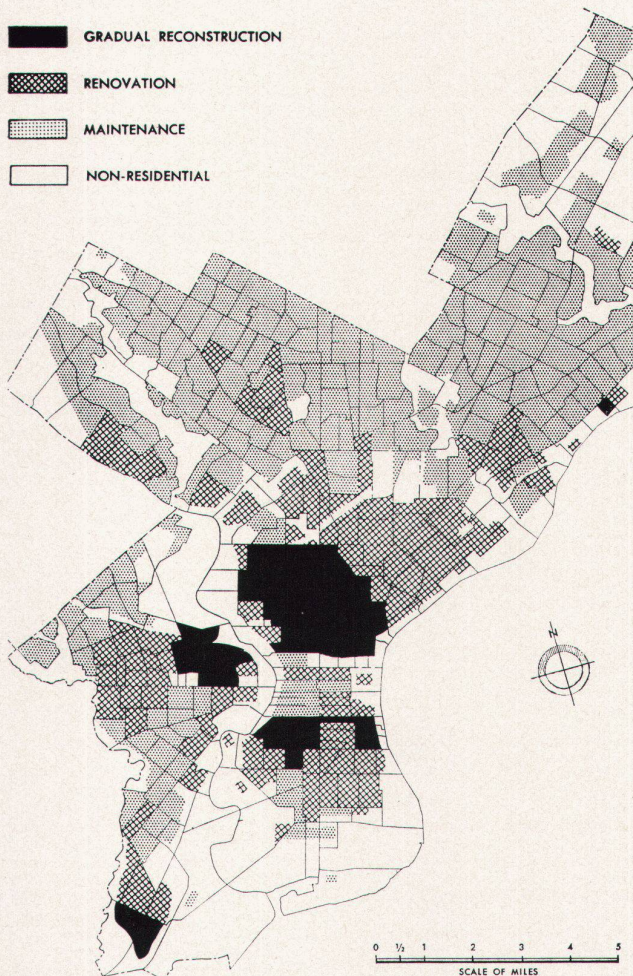 GRADUAL RECONSTRUCTION
RENOVATION
MAINTENANCE
NON-RESIDENTIAL
N
0 ½ 1 2 3 4 5
SCALE OF MILES